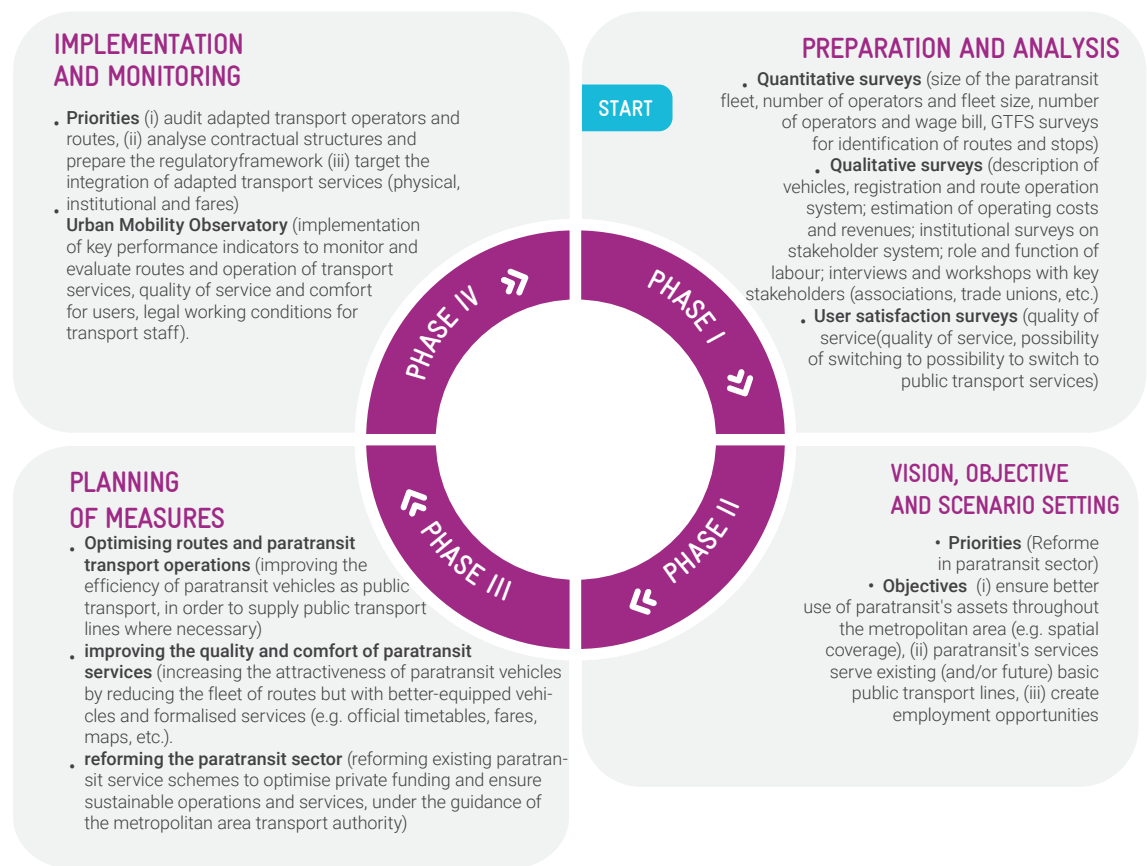 IMPLEMENTATION
AND MONITORING
• Priorities (i) audit adapted transport operators and
routes, (ii) analyse contractual structures and
prepare the regulatoryframework (iii) target the
integration of adapted transport services (physical,
institutional and fares)
• Urban Mobility Observatory (implementation
of key performance indicators to monitor and
evaluate routes and operation of transport
services, quality of service and comfort
for users, legal working conditions for
transport staff).
PREPARATION AND ANALYSIS
START
• Quantitative surveys (size of the paratransit
fleet, number of operators and fleet size, number
of operators and wage bill, GTFS surveys
for identification of routes and stops)
• Qualitative surveys (description of
vehicles, registration and route operation
system; estimation of operating costs
and revenues; institutional surveys on
stakeholder system; role and function of
labour; interviews and workshops with key
stakeholders (associations, trade unions, etc.)
• User satisfaction surveys (quality of
service(quality of service, possibility
of switching to possibility to switch to
public transport services)
PHASE IV
PHASE I
PHASE III
PHASE II
PLANNING
OF MEASURES
• Optimising routes and paratransit
transport operations (improving the
efficiency of paratransit vehicles as public
transport, in order to supply public transport
lines where necessary)
• improving the quality and comfort of paratransit
services (increasing the attractiveness of paratransit vehicles
by reducing the fleet of routes but with better-equipped vehi-
cles and formalised services (e.g. official timetables, fares,
maps, etc.).
• reforming the paratransit sector (reforming existing paratran-
sit service schemes to optimise private funding and ensure
sustainable operations and services, under the guidance of
the metropolitan area transport authority)
VISION, OBJECTIVE
AND SCENARIO SETTING
• Priorities (Reforme
in paratransit sector)
• Objectives (i) ensure better
use of paratransit's assets throughout
the metropolitan area (e.g. spatial
coverage), (ii) paratransit's services
serve existing (and/or future) basic
public transport lines, (iii) create
employment opportunities